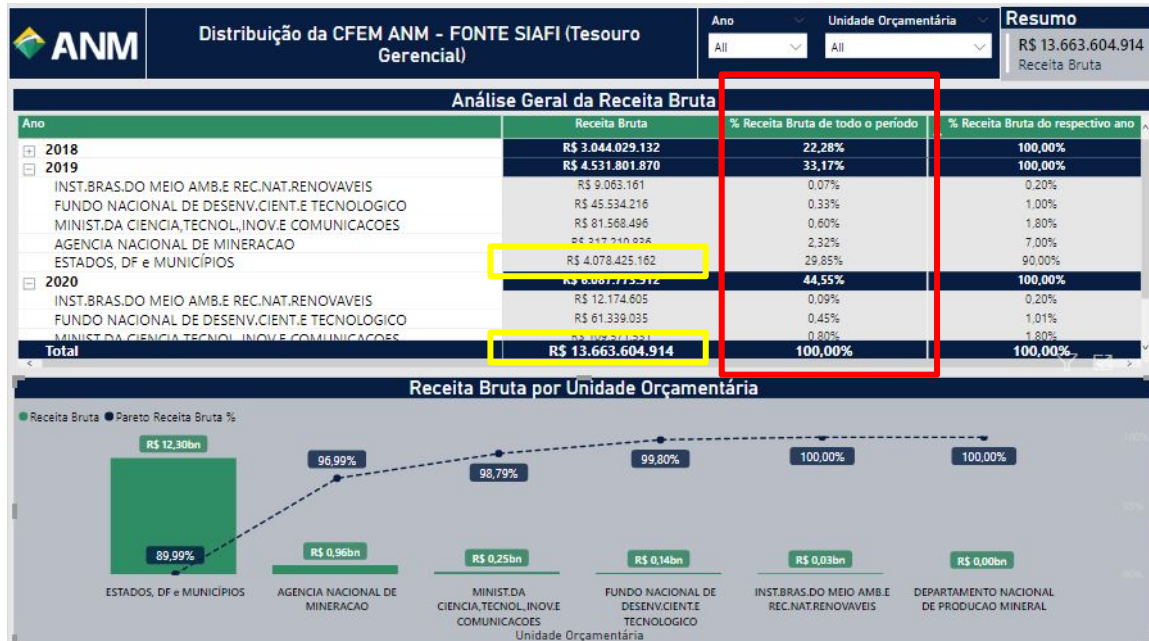 ANM
Distribuição da CFEM ANM - FONTE SIAFI (Tesouro
Gerencial)
Ano
All
Unidade Orçamentária
All
Resumo
R$ 13.663.604.914
Receita Bruta
Análise Geral da Receita Bruta
Ano Receita Bruta % Receita Bruta de todo o período % Receita Bruta do respectivo ano
2018 R$ 3.044.029.132 22,28% 100,00%
2019 R$ 4.531.801.870 33,17% 100,00%
INST.BRAS.DO MEIO AMB.E REC.NAT.RENOVAVEIS R$ 9.063.161 0,07% 0,20%
FUNDO NACIONAL DE DESENV.CIENT.E TECNOLOGICO R$ 45.534.216 0,33% 1,00%
MINIST.DA CIENCIA,TECNOL.,INOV.E COMUNICACOES R$ 81.568.496 0,60% 1,80%
AGENCIA NACIONAL DE MINERACAO R$ 317.210.836 2,32% 7,00%
ESTADOS, DF e MUNICÍPIOS R$ 4.078.425.162 29,85% 90,00%
2020 44,55% 100,00%
INST.BRAS.DO MEIO AMB.E REC.NAT.RENOVAVEIS R$ 12.174.605 0,09% 0,20%
FUNDO NACIONAL DE DESENV.CIENT.E TECNOLOGICO R$ 61.339.035 0,45% 1,01%
MINIST.DA CIENCIA,TECNOL.,INOV.E COMUNICACOES 0,80% 1,80%
Total R$ 13.663.604.914 100,00% 100,00%
Receita Bruta por Unidade Orçamentária
Receita Bruta Pareto Receita Bruta %
R$ 12,30bn
89,99%
96,99%
R$ 0,96bn
98,79%
R$ 0,25bn
99,80%
R$ 0,14bn
100,00%
R$ 0,03bn
100,00%
R$ 0,00bn
100%
ESTADOS, DF e MUNICÍPIOS
AGENCIA NACIONAL DE
MINERACAO
MINIST.DA
CIENCIA,TECNOL.,INOV.E
COMUNICACOES
FUNDO NACIONAL DE
DESENV.CIENT.E
TECNOLOGICO
INST.BRAS.DO MEIO AMB.E
REC.NAT.RENOVAVEIS
DEPARTAMENTO NACIONAL
DE PRODUCAO MINERAL
Unidade Orçamentária